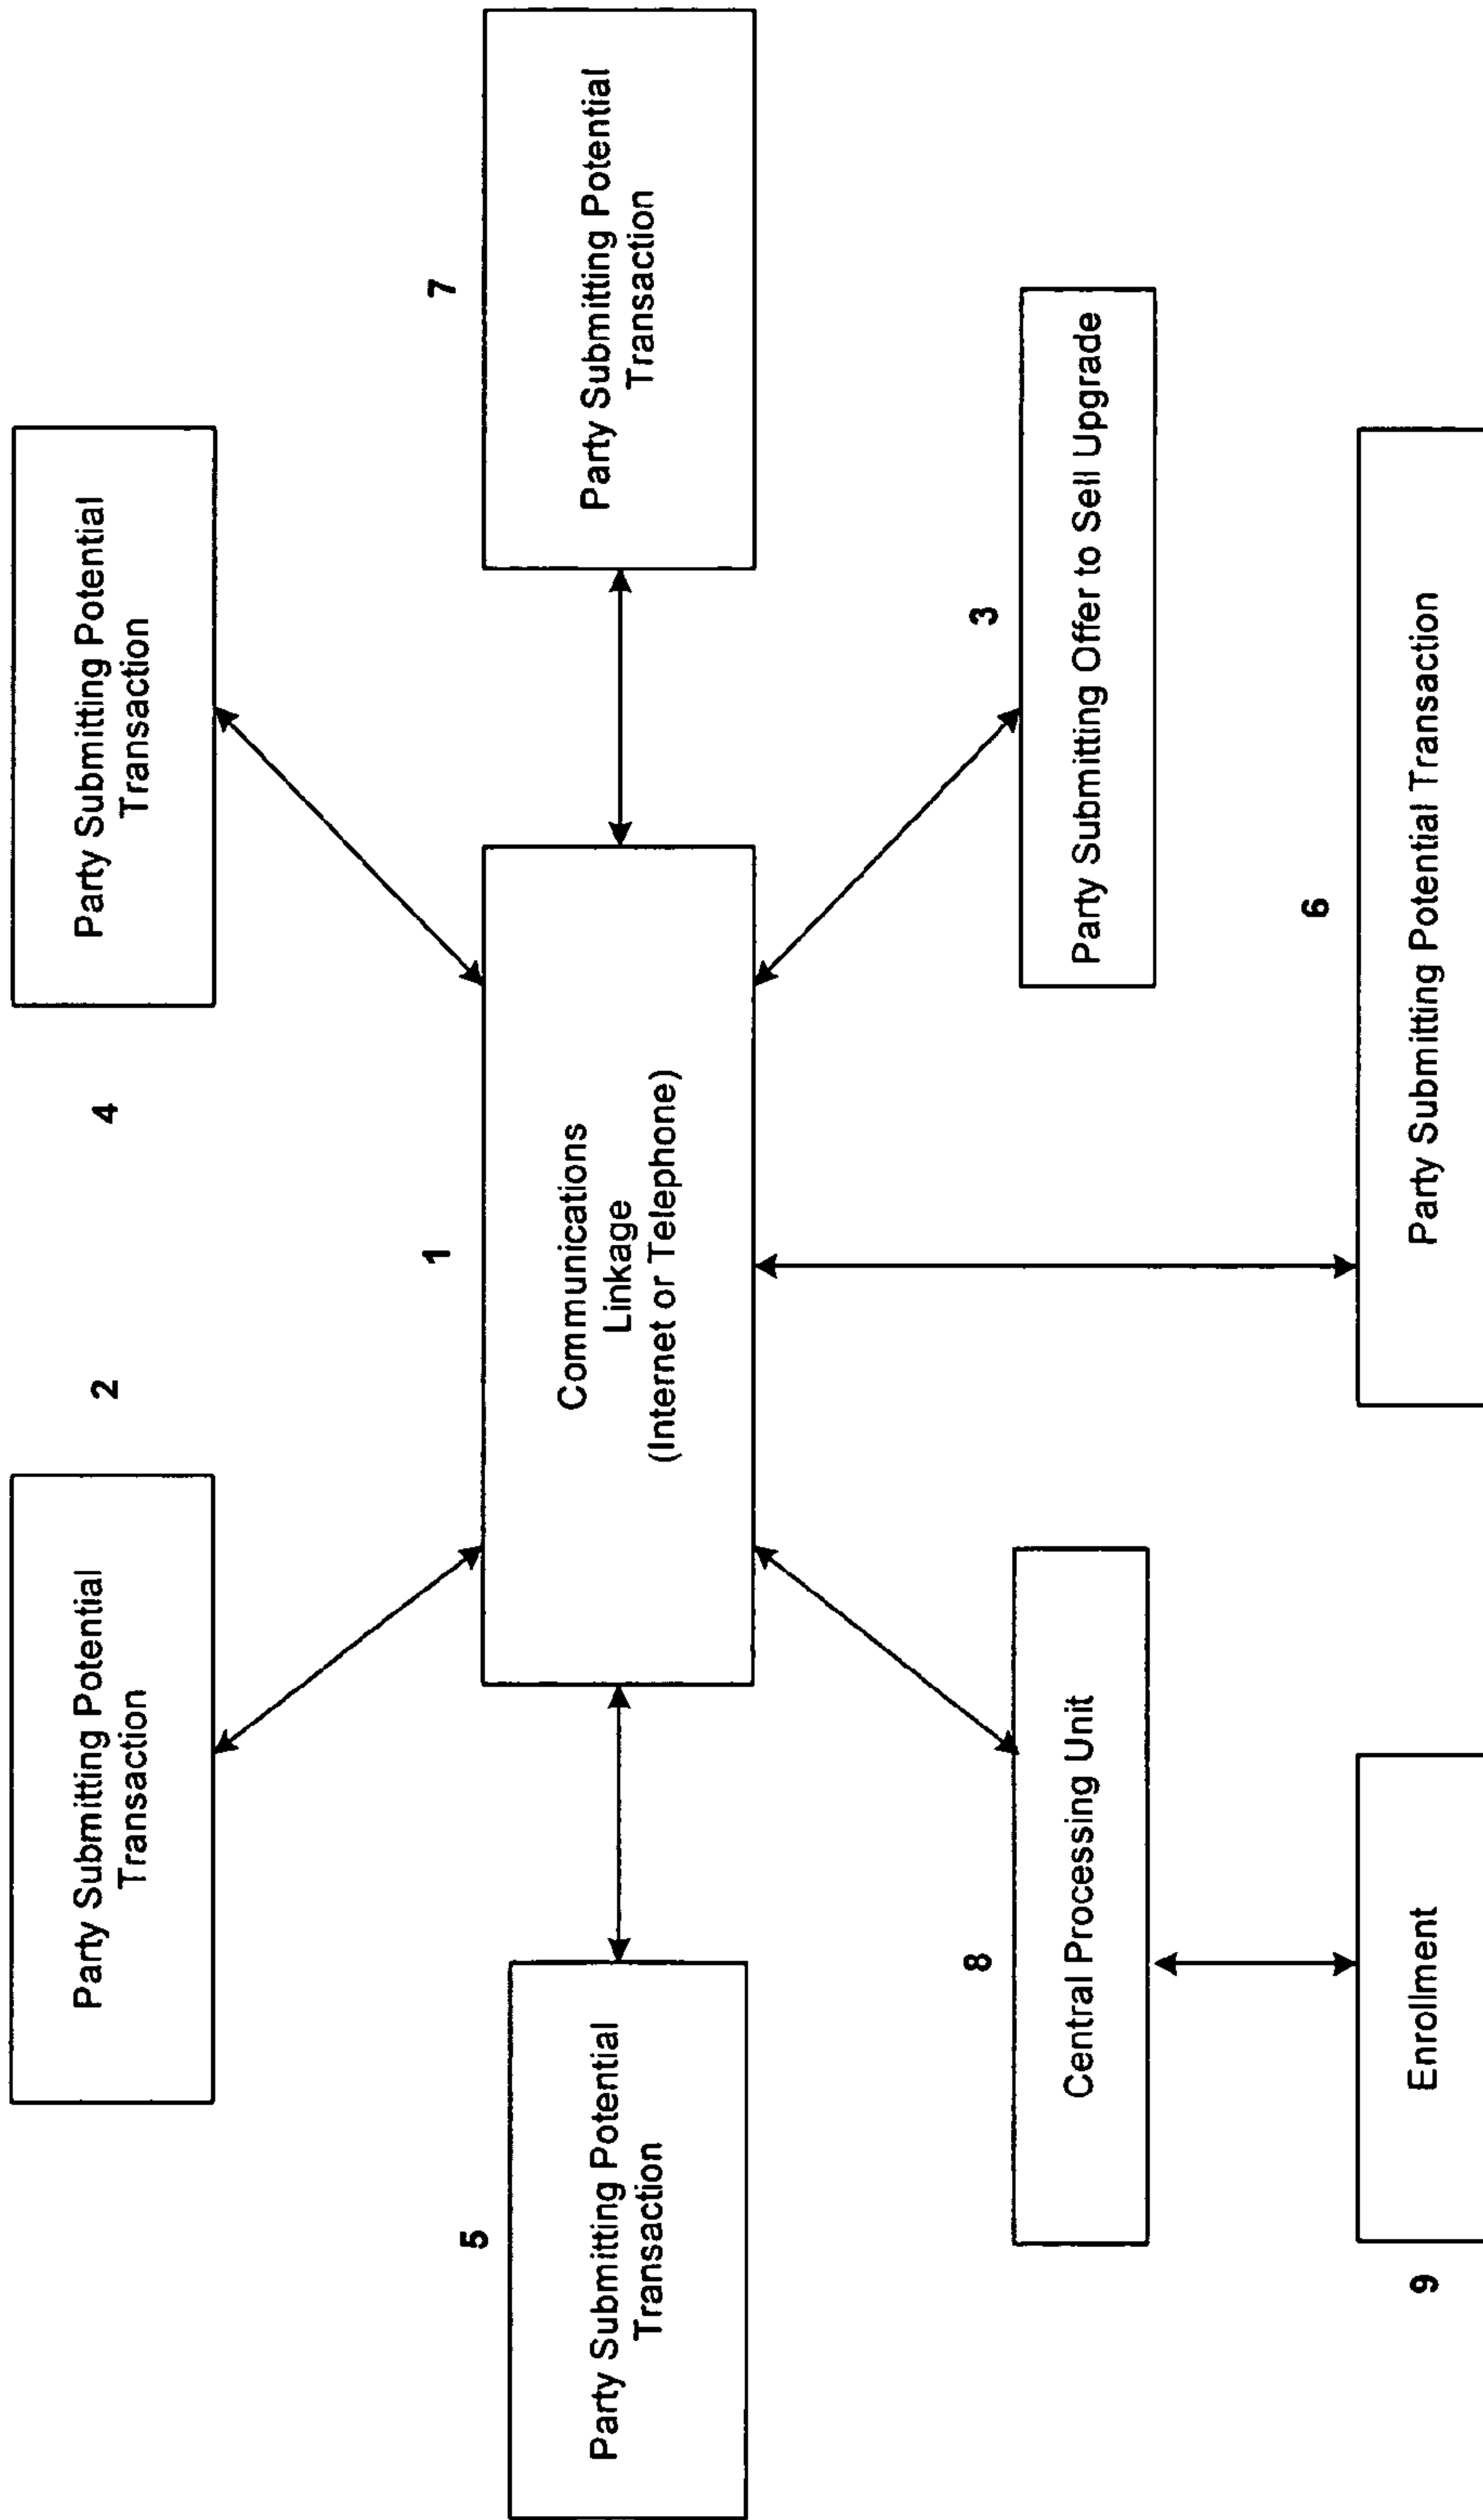 2
Party Submitting Potential
Transaction
4
Party Submitting Potential
Transaction
5
Party Submitting Potential
Transaction
1
Communications
Linkage
(Internet or Telephone)
7
Party Submitting Potential
Transaction
8
Central Processing Unit
3
Party Submitting Offer to Sell Upgrade
9
Enrollment
6
Party Submitting Potential Transaction